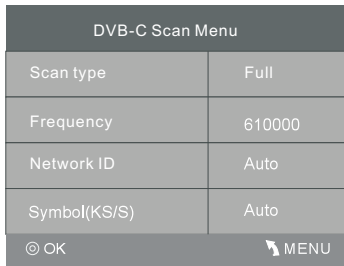 DVB-C Scan Menu
Scan type Full
Frequency 610000
Network ID Auto
Symbol(KS/S) Auto
OK MENU